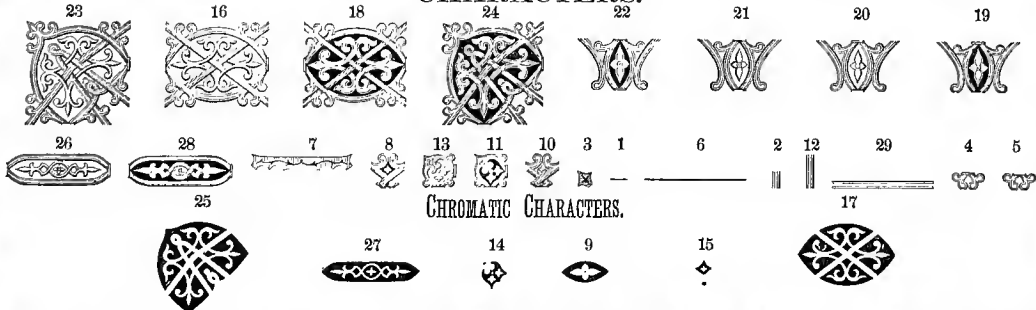 CHARACTERS.
23 16 18 24 22 21 20 19
26 28 7 8 13 11 10 3 1 6 2 12 29 4 5
CHROMATIC CHARACTERS.
25 27 14 9 15 17